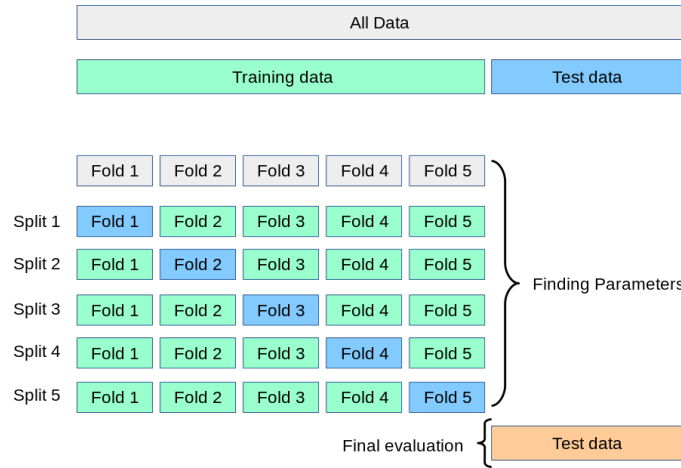 All Data
Training data Test data
Fold 1 Fold 2 Fold 3 Fold 4 Fold 5
Split 1 Fold 1 Fold 2 Fold 3 Fold 4 Fold 5
Split 2 Fold 1 Fold 2 Fold 3 Fold 4 Fold 5
Finding Parameters
Split 3 Fold 1 Fold 2 Fold 3 Fold 4 Fold 5
Split 4 Fold 1 Fold 2 Fold 3 Fold 4 Fold 5
Split 5 Fold 1 Fold 2 Fold 3 Fold 4 Fold 5
Final evaluation Test data